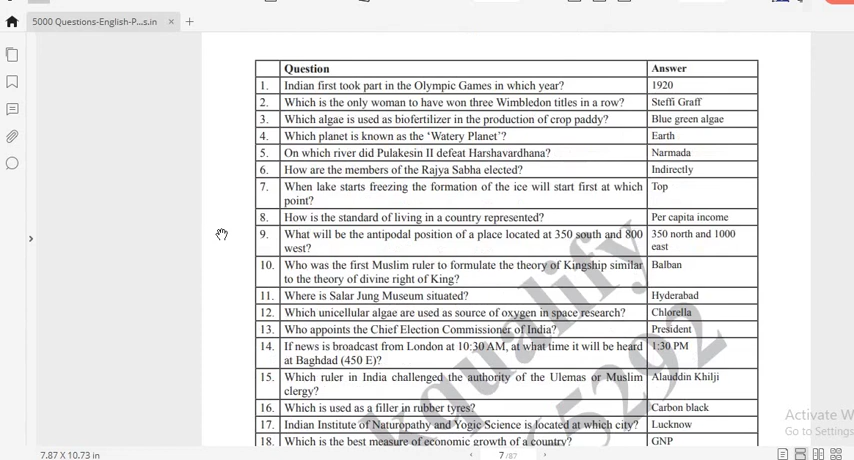 5000 Questions-English-P...s.in
Question Answer
1. Indian first took part in the Olympic Games in which year? 1920
2. Which is the only woman to have won three Wimbledon titles in a row? Steffi Graff
3. Which algae is used as biofertilizer in the production of crop paddy? Blue green algae
4. Which planet is known as the ‘Watery Planet’? Earth
5. On which river did Pulakesin II defeat Harshavardhana? Narmada
6. How are the members of the Rajya Sabha elected? Indirectly
7. When lake starts freezing the formation of the ice will start first at which Top
point?
8. How is the standard of living in a country represented? Per capita income
9. What will be the antipodal position of a place located at 350 south and 800 350 north and 1000
west? east
10. Who was the first Muslim ruler to formulate the theory of Kingship similar Balban
to the theory of divine right of King?
11. Where is Salar Jung Museum situated? Hyderabad
12. Which unicellular algae are used as source of oxygen in space research? Chlorella
13. Who appoints the Chief Election Commissioner of India? President
14. If news is broadcast from London at 10:30 AM, at what time it will be heard 1:30 PM
at Baghdad (450 E)?
15. Which ruler in India challenged the authority of the Ulemas or Muslim Alauddin Khilji
clergy?
16. Which is used as a filler in rubber tyres? Carbon black
17. Indian Institute of Naturopathy and Yogic Science is located at which city? Lucknow
18. Which is the best measure of economic growth of a country? GNP
kqualify
5292
Activate W
Go to Settings
7.87 X 10.73 in
7 /87